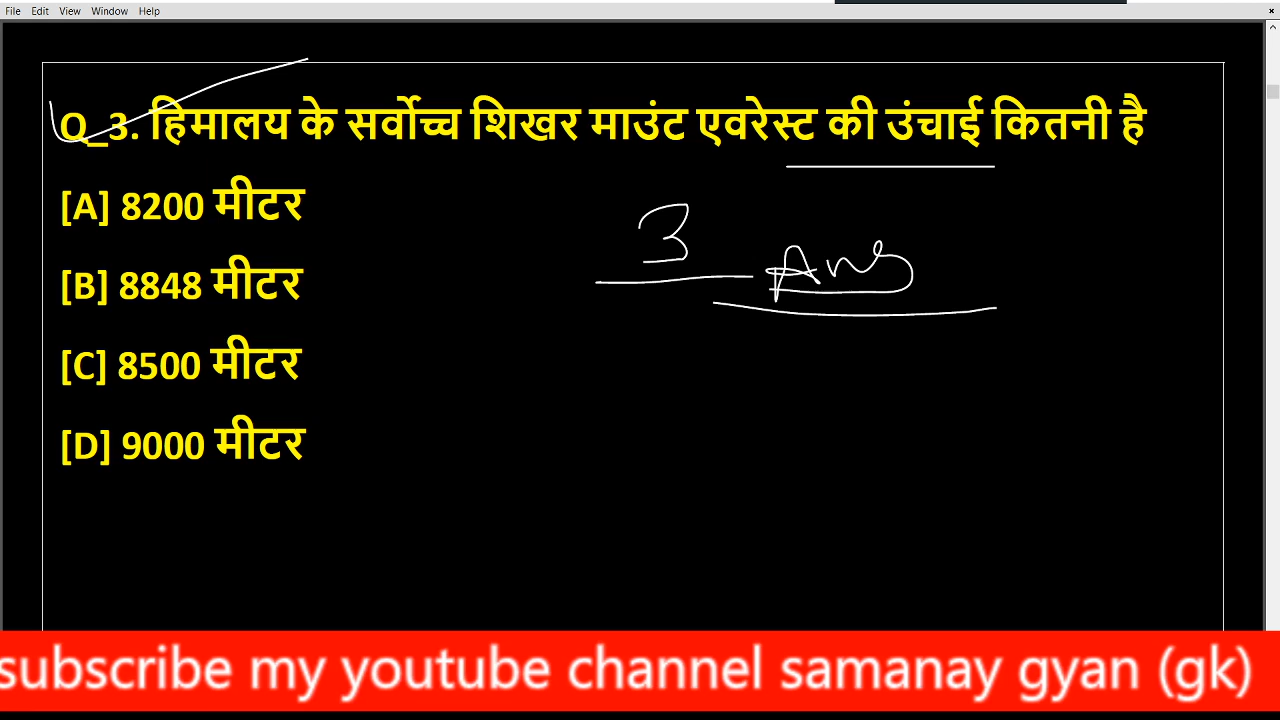 File Edit View Window Help
Q_3. हिमालय के सर्वोच्च शिखर माउंट एवरेस्ट की उंचाई कितनी है
[A] 8200 मीटर
[B] 8848 मीटर
[C] 8500 मीटर
[D] 9000 मीटर
3 Ans
subscribe my youtube channel samanay gyan (gk)